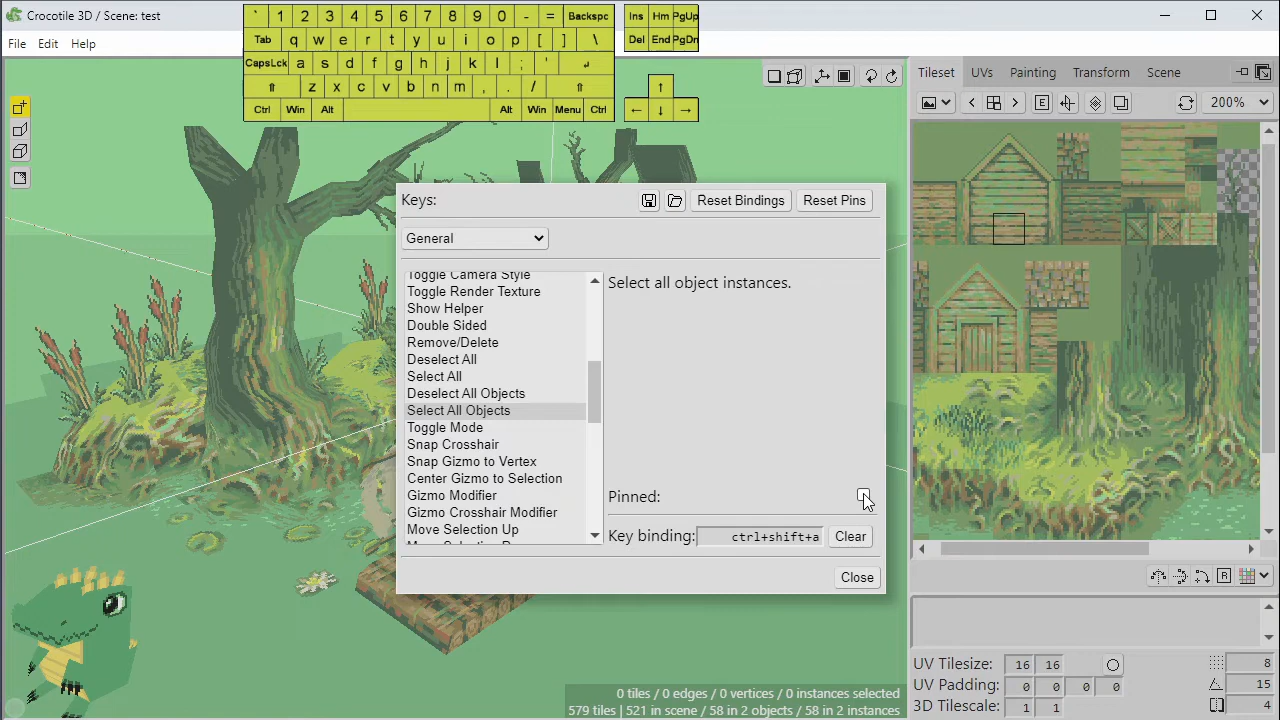 Crocotile 3D / Scene: test
File Edit Help
` 1 2 3 4 5 6 7 8 9 0 - = Backspc
Tab q w e r t y u i o p [ ] \
CapsLck a s d f g h j k l ; '
z x c v b n m , . /
Ctrl Win Alt Alt Win Menu Ctrl
Ins Hm PgUp
Del End PgDn
Tileset UVs Painting Transform Scene
E 200%
Keys: Reset Bindings Reset Pins
General
Toggle Camera Style
Toggle Render Texture
Show Helper
Double Sided
Remove/Delete
Deselect All
Select All
Deselect All Objects
Select All Objects
Toggle Mode
Snap Crosshair
Snap Gizmo to Vertex
Center Gizmo to Selection
Gizmo Modifier
Gizmo Crosshair Modifier
Move Selection Up
Select all object instances.
Pinned:
Key binding: ctrl+shift+a Clear
Close
R
0 tiles / 0 edges / 0 vertices / 0 instances selected
579 tiles | 521 in scene / 58 in 2 objects / 58 in 2 instances
UV Tilesize: 16 16 8
UV Padding: 0 0 0 0 15
3D Tilescale: 1 1 4